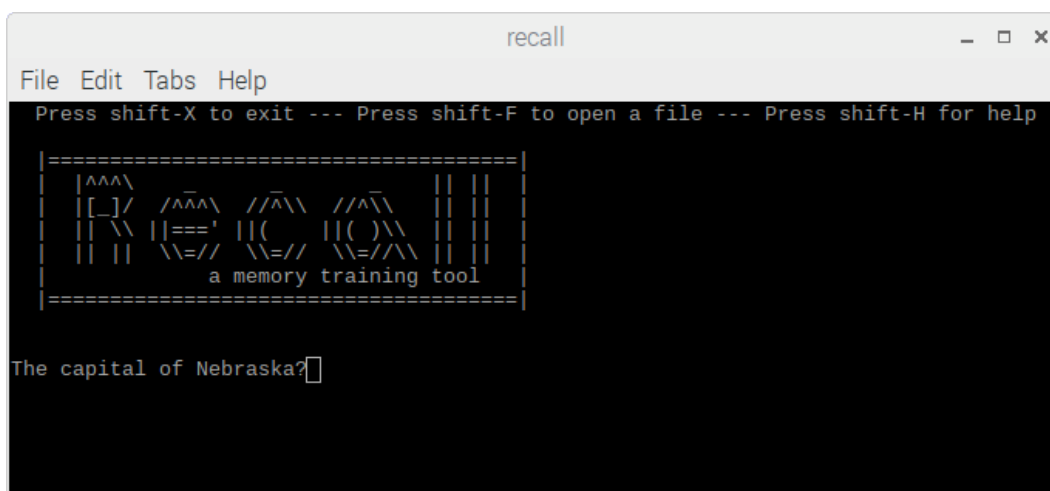 recall
File Edit Tabs Help
Press shift-X to exit --- Press shift-F to open a file --- Press shift-H for help
Recall
a memory training tool
The capital of Nebraska?